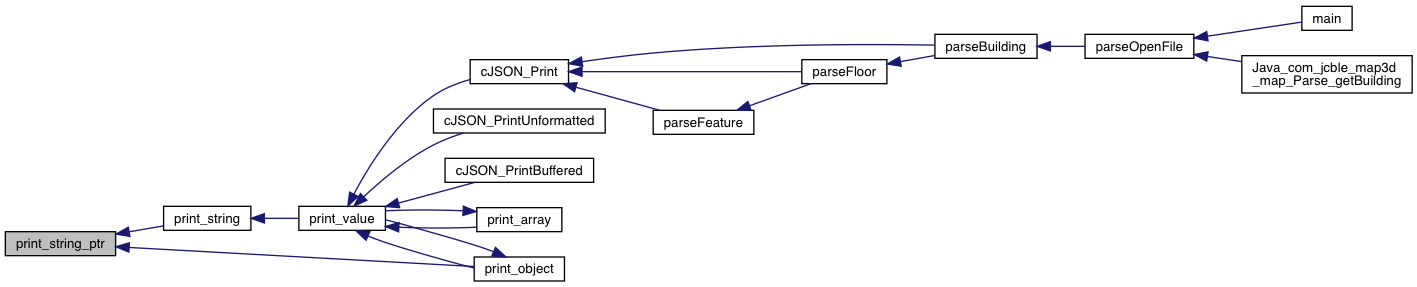 main
parseBuilding
parseOpenFile
cJSON_Print
parseFloor
Java_com_jcble_map3d
_map_Parse_getBuilding
cJSON_PrintUnformatted
parseFeature
cJSON_PrintBuffered
print_string
print_value
print_array
print_string_ptr
print_object